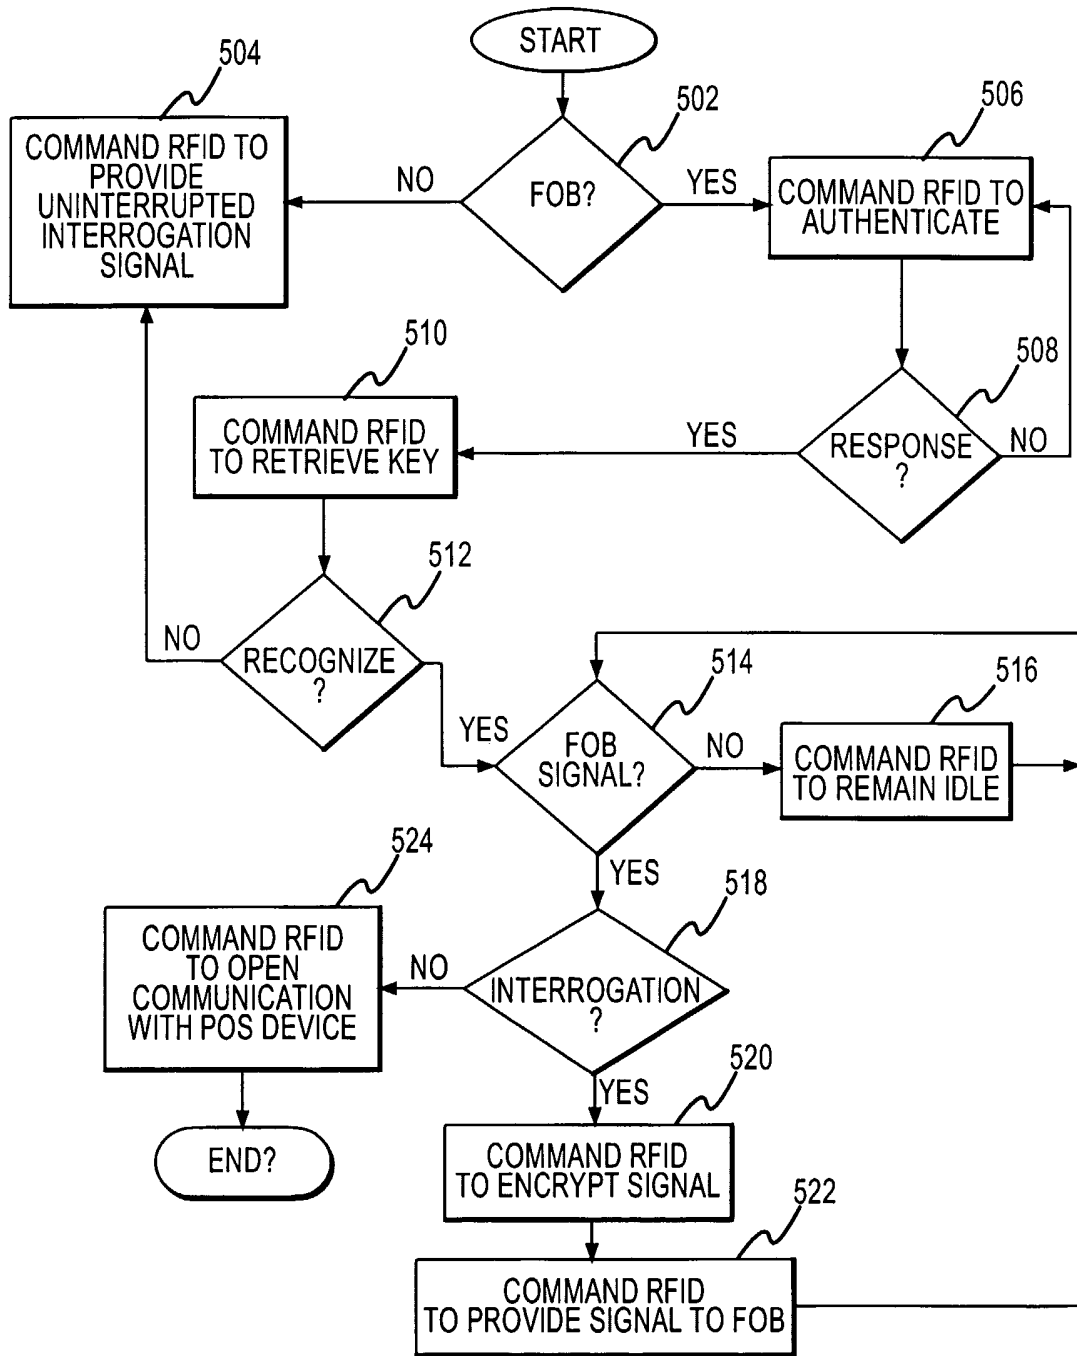 START
504
502
506
COMMAND RFID TO
PROVIDE
UNINTERRUPTED
INTERROGATION
SIGNAL
NO
FOB?
YES
COMMAND RFID TO
AUTHENTICATE
510
508
COMMAND RFID
TO RETRIEVE KEY
YES
RESPONSE
?
NO
512
NO
RECOGNIZE
?
YES
514
516
FOB
SIGNAL?
NO
COMMAND RFID
TO REMAIN IDLE
YES
524
518
COMMAND RFID
TO OPEN
COMMUNICATION
WITH POS DEVICE
NO
INTERROGATION
?
YES
520
END?
COMMAND RFID
TO ENCRYPT SIGNAL
522
COMMAND RFID
TO PROVIDE SIGNAL TO FOB